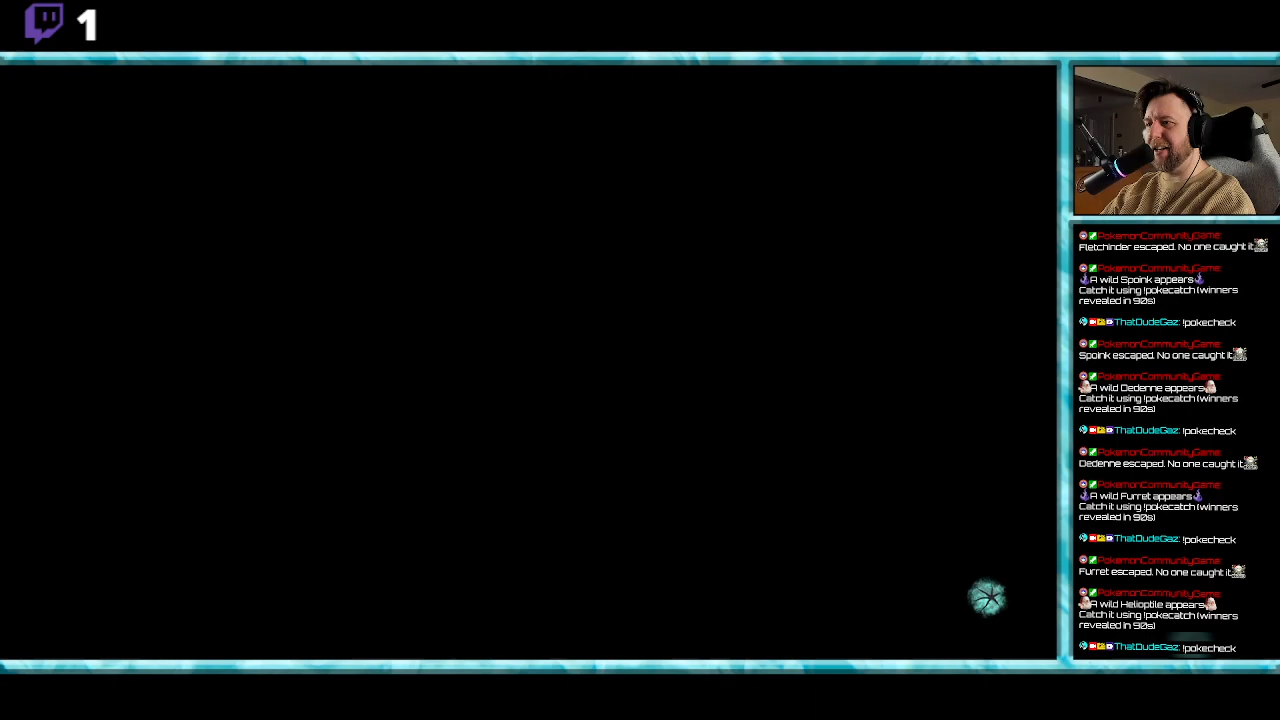 1
PokemonCommunityGame:
Fletchinder escaped. No one caught it
PokemonCommunityGame:
A wild Spoink appears
Catch it using !pokecatch (winners
revealed in 90s)
ThatDudeGaz: !pokecheck
PokemonCommunityGame:
Spoink escaped. No one caught it
PokemonCommunityGame:
A wild Dedenne appears
Catch it using !pokecatch (winners
revealed in 90s)
ThatDudeGaz: !pokecheck
PokemonCommunityGame:
Dedenne escaped. No one caught it
PokemonCommunityGame:
A wild Furret appears
Catch it using !pokecatch (winners
revealed in 90s)
ThatDudeGaz: !pokecheck
PokemonCommunityGame:
Furret escaped. No one caught it
PokemonCommunityGame:
A wild Helioptile appears
Catch it using !pokecatch (winners
revealed in 90s)
ThatDudeGaz: !pokecheck